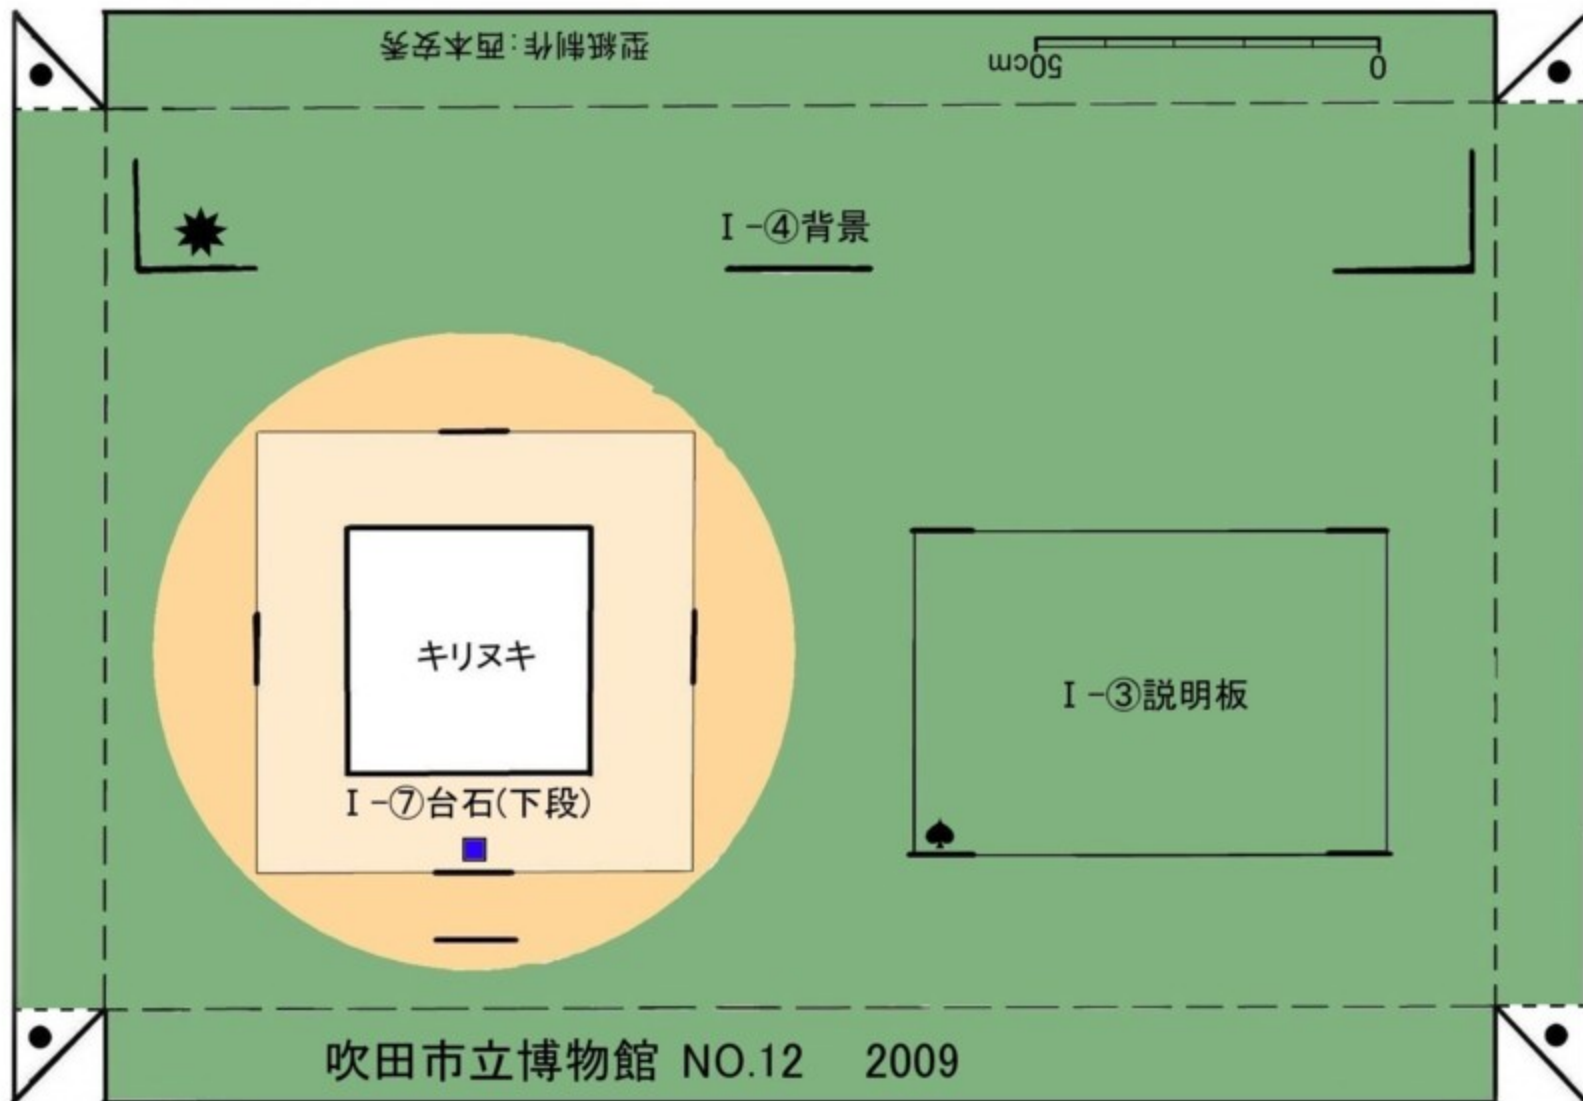 型紙制作:西本安秀
50cm 0
I-④背景
キリヌキ
I-③説明板
I-⑦台石(下段)
吹田市立博物館 NO.12 2009